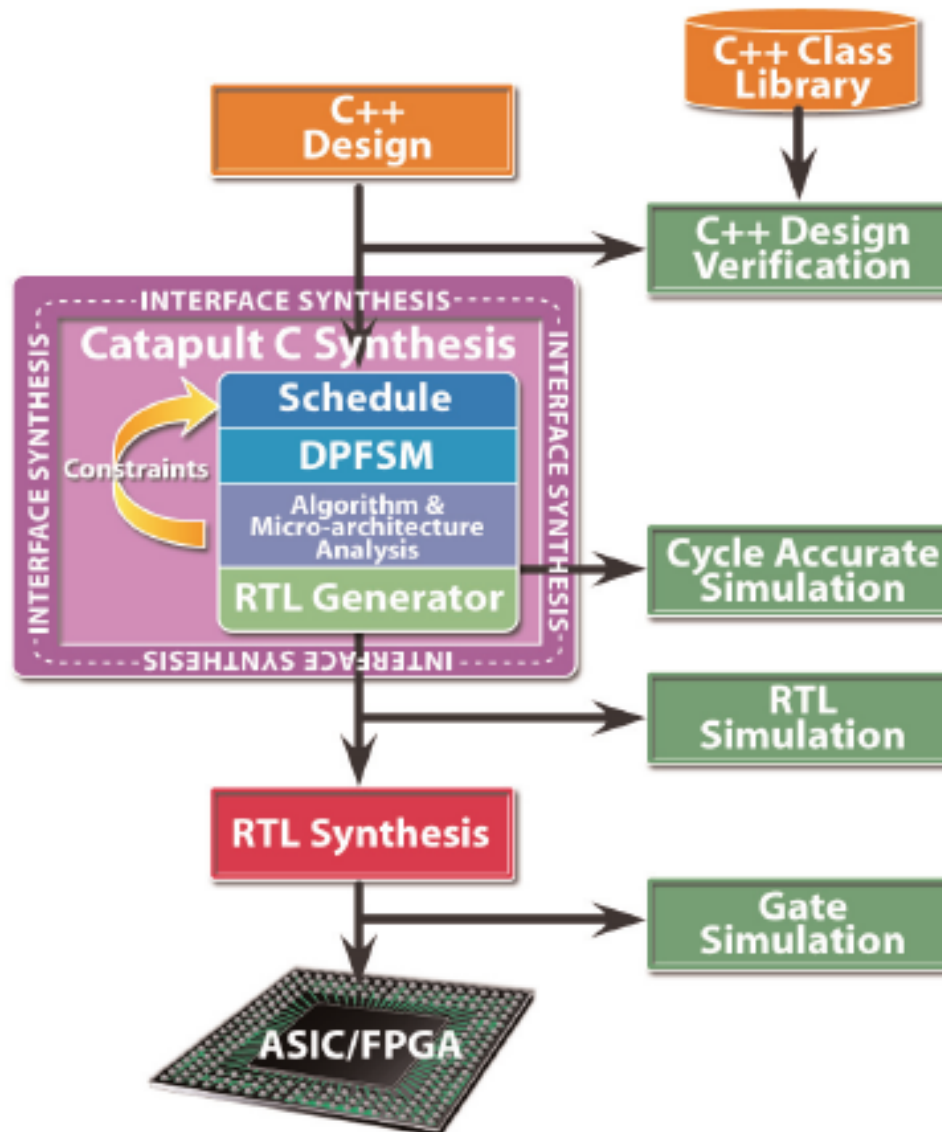 C++ Class
Library
C++
Design
C++ Design
Verification
INTERFACE SYNTHESIS
INTERFACE SYNTHESIS
INTERFACE SYNTHESIS
INTERFACE SYNTHESIS
Catapult C Synthesis
Schedule
DPFSM
Constraints
Algorithm &
Micro-architecture
Analysis
RTL Generator
Cycle Accurate
Simulation
RTL
Simulation
RTL Synthesis
Gate
Simulation
ASIC/FPGA